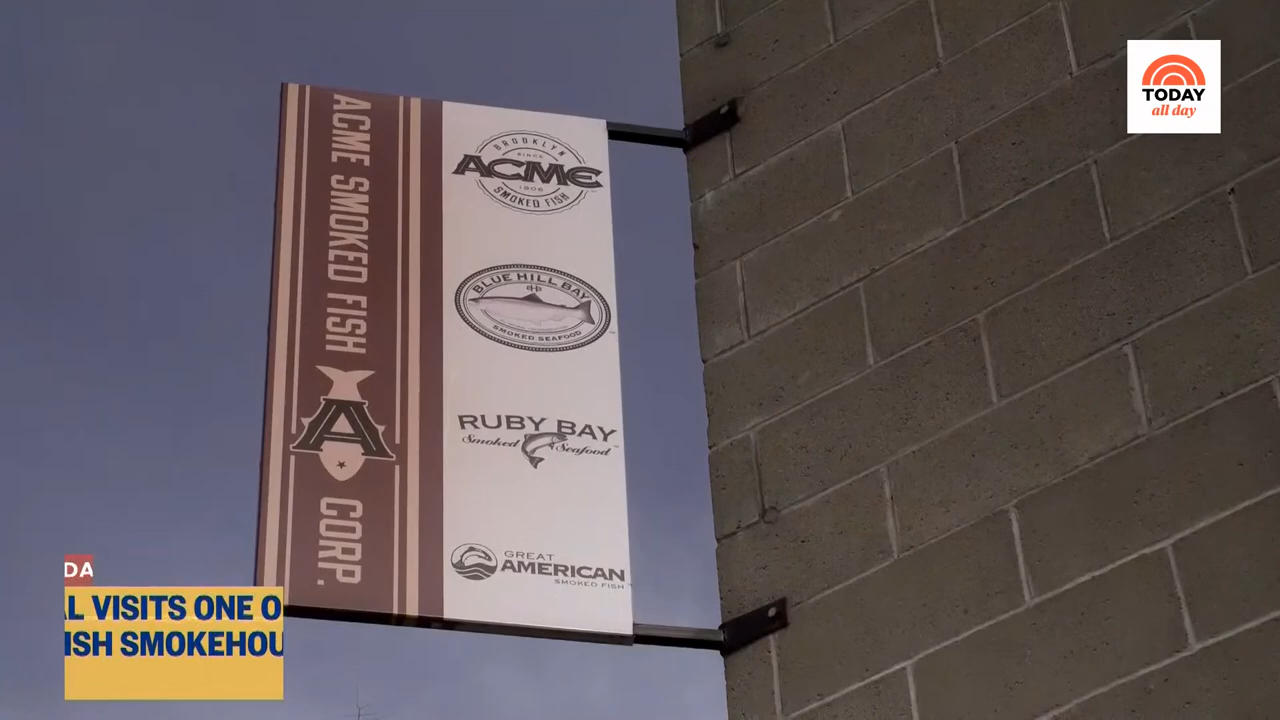 TODAY
all day
ACME SMOKED FISH
A
CORP.
BROOKLYN
SINCE
ACME
1906
SMOKED FISH
BLUE HILL BAY
SMOKED SEAFOOD
RUBY BAY
Smoked Seafood
GREAT
AMERICAN
SMOKED FISH
DA
AL VISITS ONE O
ISH SMOKEHOU